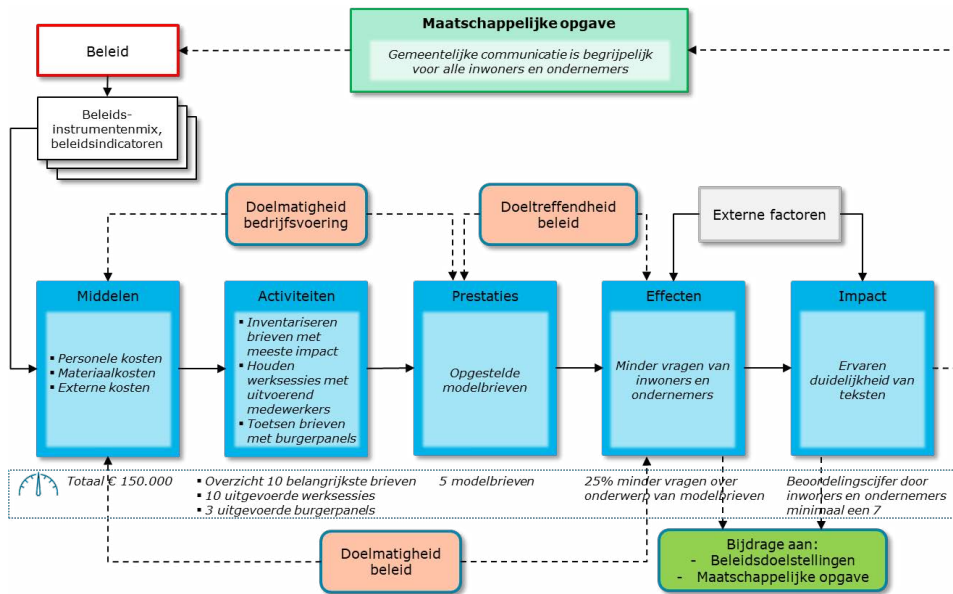 Maatschappelijke opgave
Gemeentelijke communicatie is begrijpelijk
voor alle inwoners en ondernemers
Beleid
Beleids-
instrumentenmix,
beleidsindicatoren
Doelmatigheid
bedrijfsvoering
Doeltreffendheid
beleid
Externe factoren
Middelen
▪ Personele kosten
▪ Materiaalkosten
▪ Externe kosten
Activiteiten
▪ Inventariseren
brieven met
meeste impact
▪ Houden
werksessies met
uitvoerend
medewerkers
▪ Toetsen brieven
met burgerpanels
Prestaties
Opgestelde
modelbrieven
Effecten
Minder vragen van
inwoners en
ondernemers
Impact
Ervaren
duidelijkheid van
teksten
Totaal € 150.000
▪ Overzicht 10 belangrijkste brieven
▪ 10 uitgevoerde werksessies
▪ 3 uitgevoerde burgerpanels
5 modelbrieven
25% minder vragen over
onderwerp van modelbrieven
Beoordelingscijfer door
inwoners en ondernemers
minimaal een 7
Doelmatigheid
beleid
Bijdrage aan:
- Beleidsdoelstellingen
- Maatschappelijke opgave